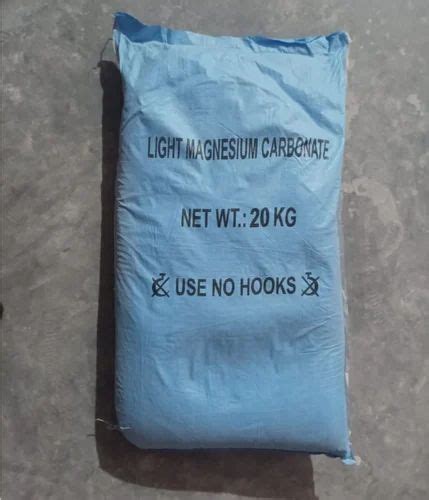 LIGHT MAGNESIUM CARBONATE
NET WT.: 20 KG
USE NO HOOKS